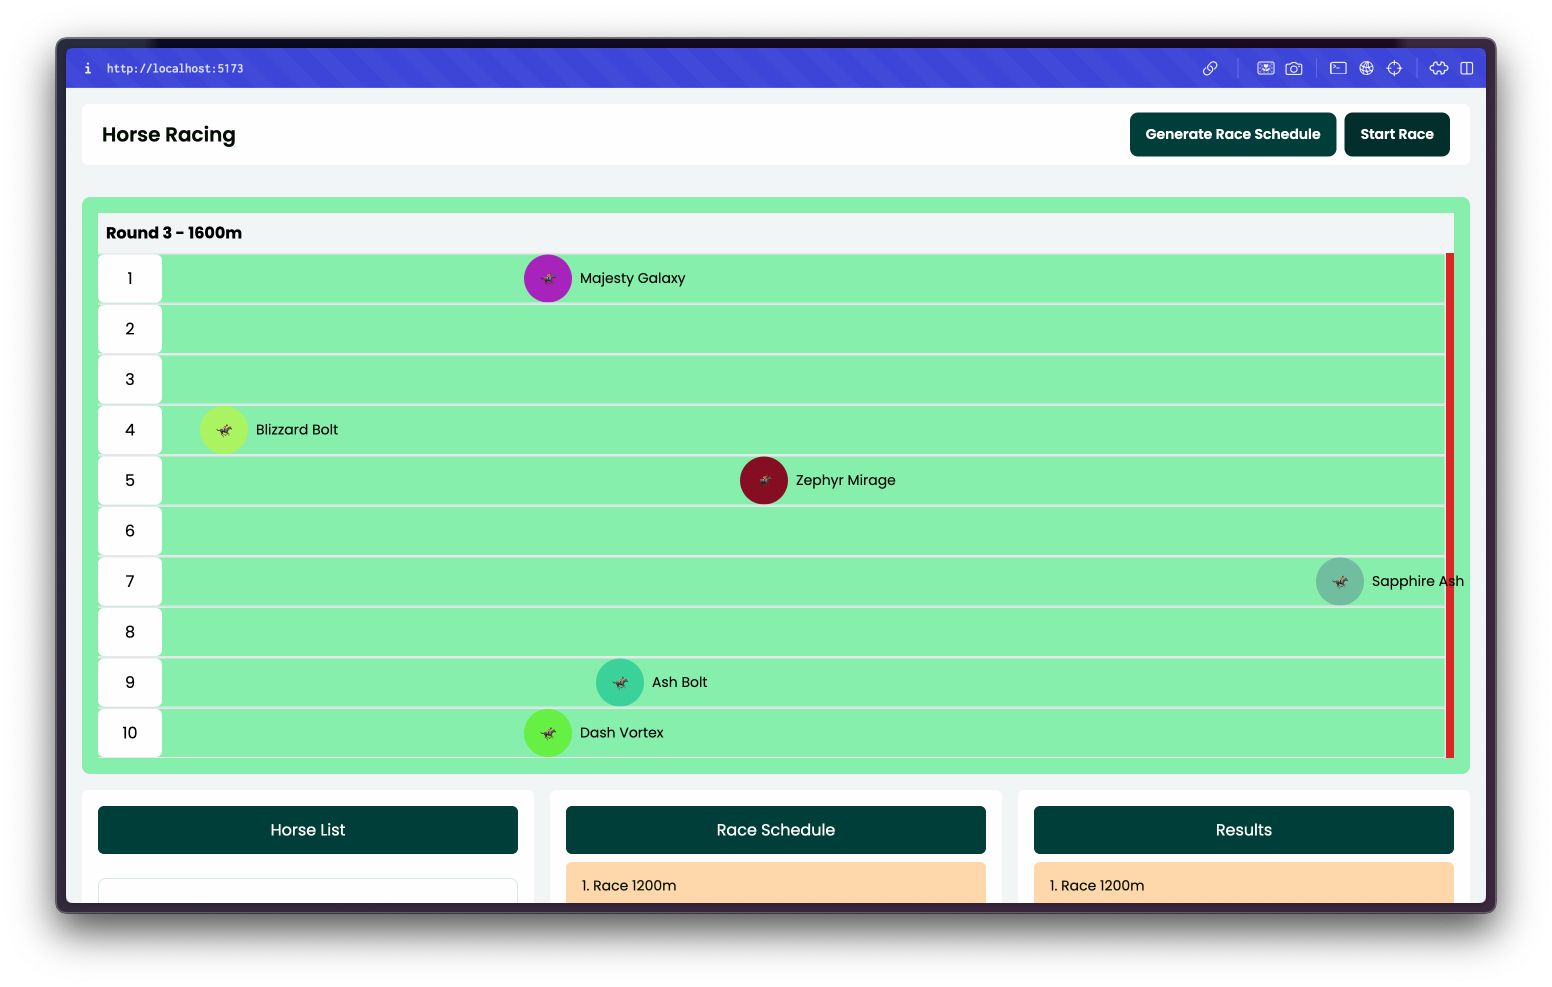 i http://localhost:5173
Horse Racing
Generate Race Schedule
Start Race
Round 3 - 1600m
1 Majesty Galaxy
2
3
4 Blizzard Bolt
5 Zephyr Mirage
6
7 Sapphire Ash
8
9 Ash Bolt
10 Dash Vortex
Horse List
Race Schedule
1. Race 1200m
Results
1. Race 1200m